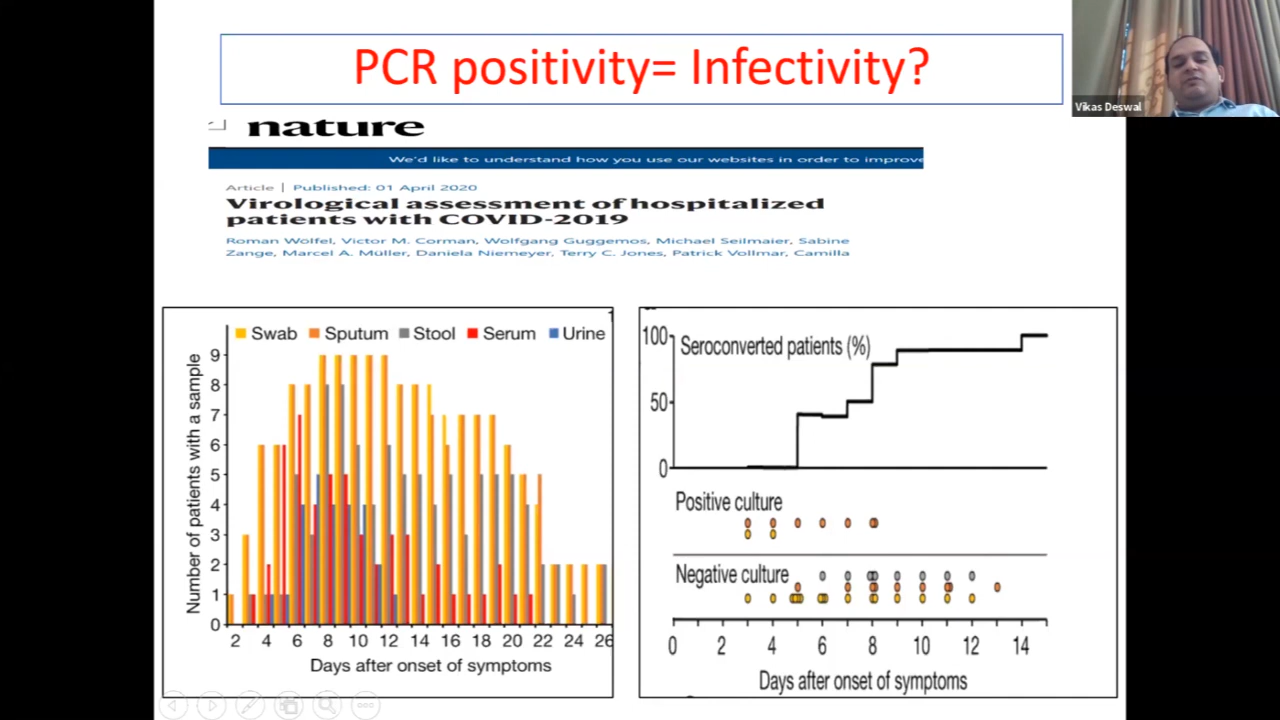 PCR positivity= Infectivity?
Vikas Deswal
nature
We'd like to understand how you use our websites in order to improve
Article | Published: 01 April 2020
Virological assessment of hospitalized
patients with COVID-2019
Roman Wölfel, Victor M. Corman, Wolfgang Guggemos, Michael Seilmaier, Sabine
Zange, Marcel A. Müller, Daniela Niemeyer, Terry C. Jones, Patrick Vollmar, Camilla
Swab Sputum Stool Serum Urine
Number of patients with a sample
9
8
7
6
5
4
3
2
1
0
2 4 6 8 10 12 14 16 18 20 22 24 26
Days after onset of symptoms
Seroconverted patients (%)
100
50
0
Positive culture
Negative culture
0 2 4 6 8 10 12 14
Days after onset of symptoms